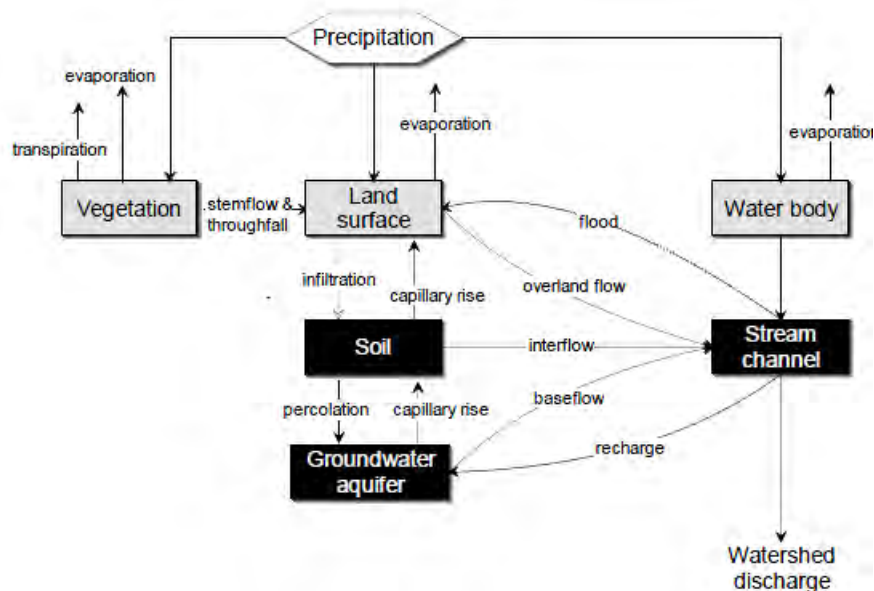 Precipitation
evaporation
evaporation
evaporation
transpiration
Vegetation
.stemflow &
throughfall
Land
surface
Water body
flood
infiltration
capillary rise
overland flow
Soil
interflow
Stream
channel
percolation
capillary rise
baseflow
Groundwater
aquifer
recharge
Watershed
discharge